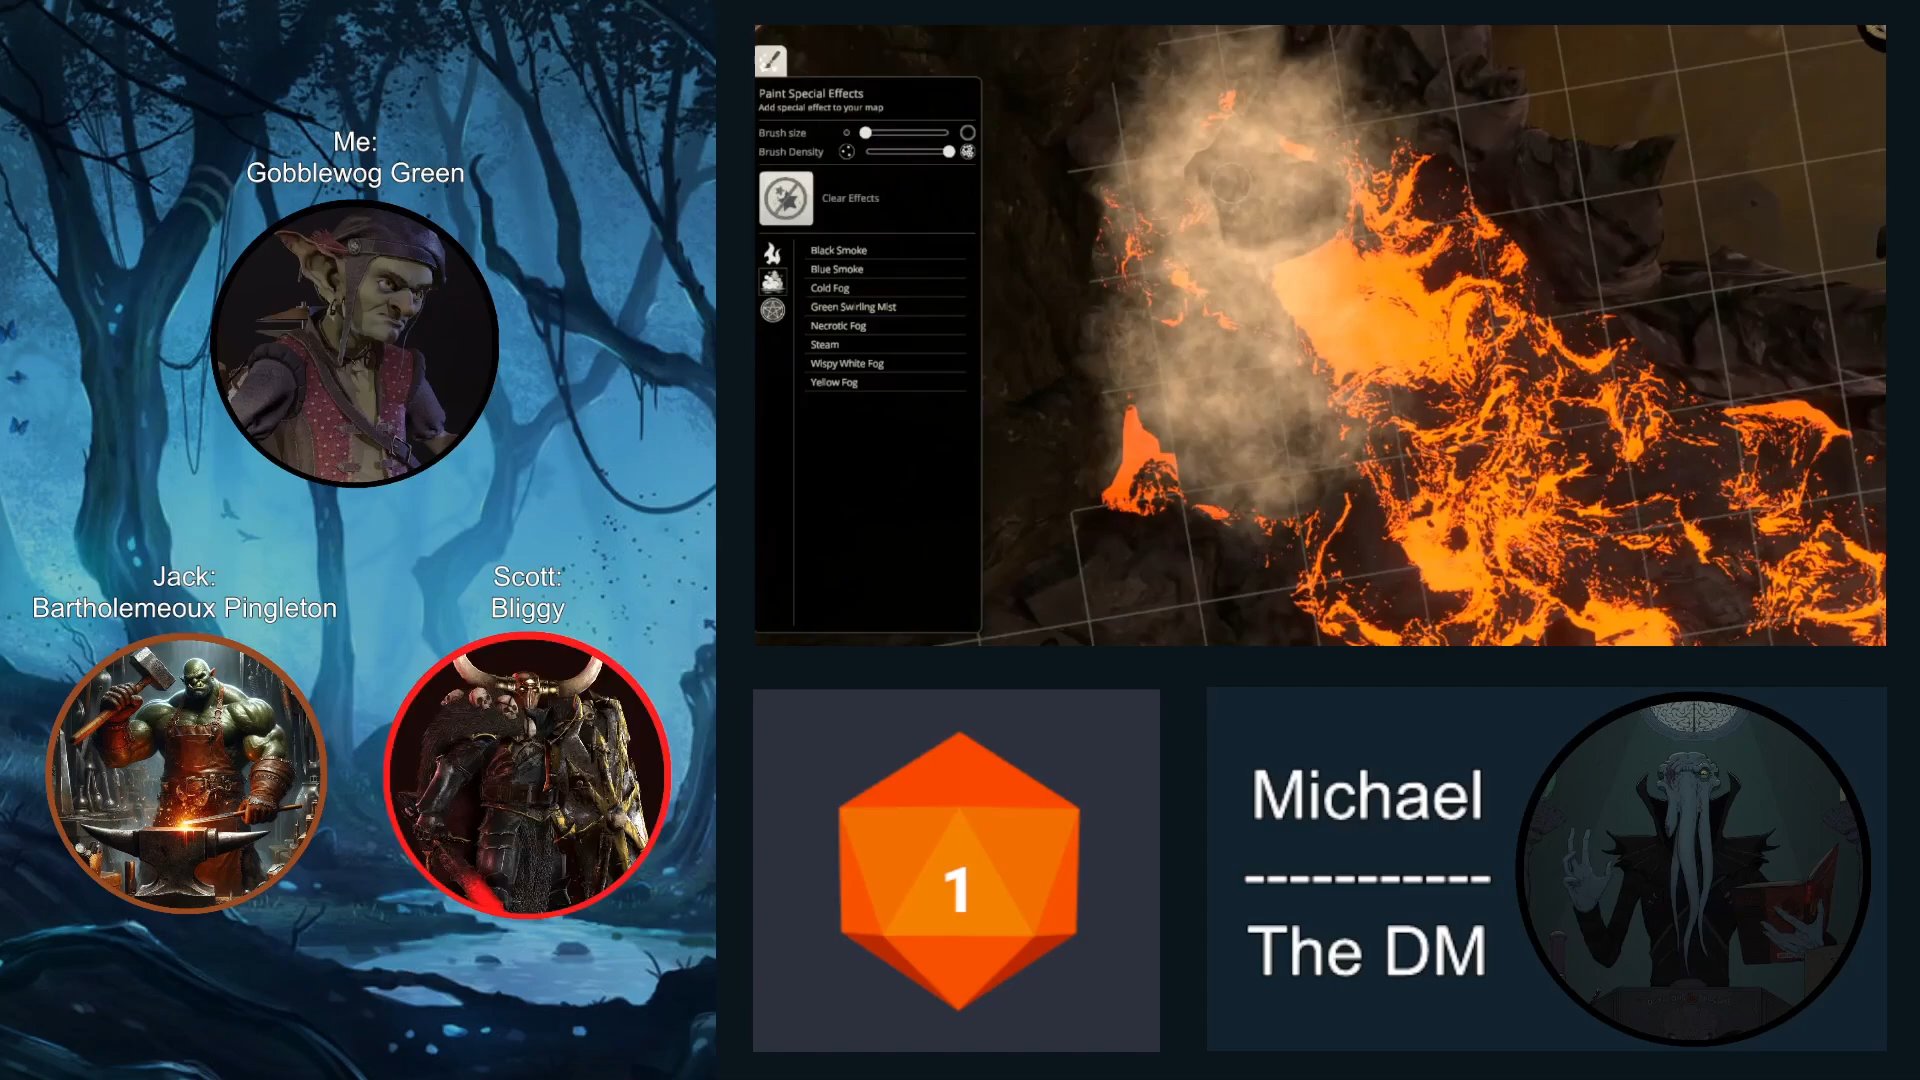 Me:
Gobblewog Green
Jack:
Bartholemeoux Pingleton
Scott:
Bliggy
Paint Special Effects
Add special effect to your map
Brush size
Brush Density
Clear Effects
Black Smoke
Blue Smoke
Cold Fog
Green Swirling Mist
Necrotic Fog
Steam
Wispy White Fog
Yellow Fog
1
Michael
-----------
The DM